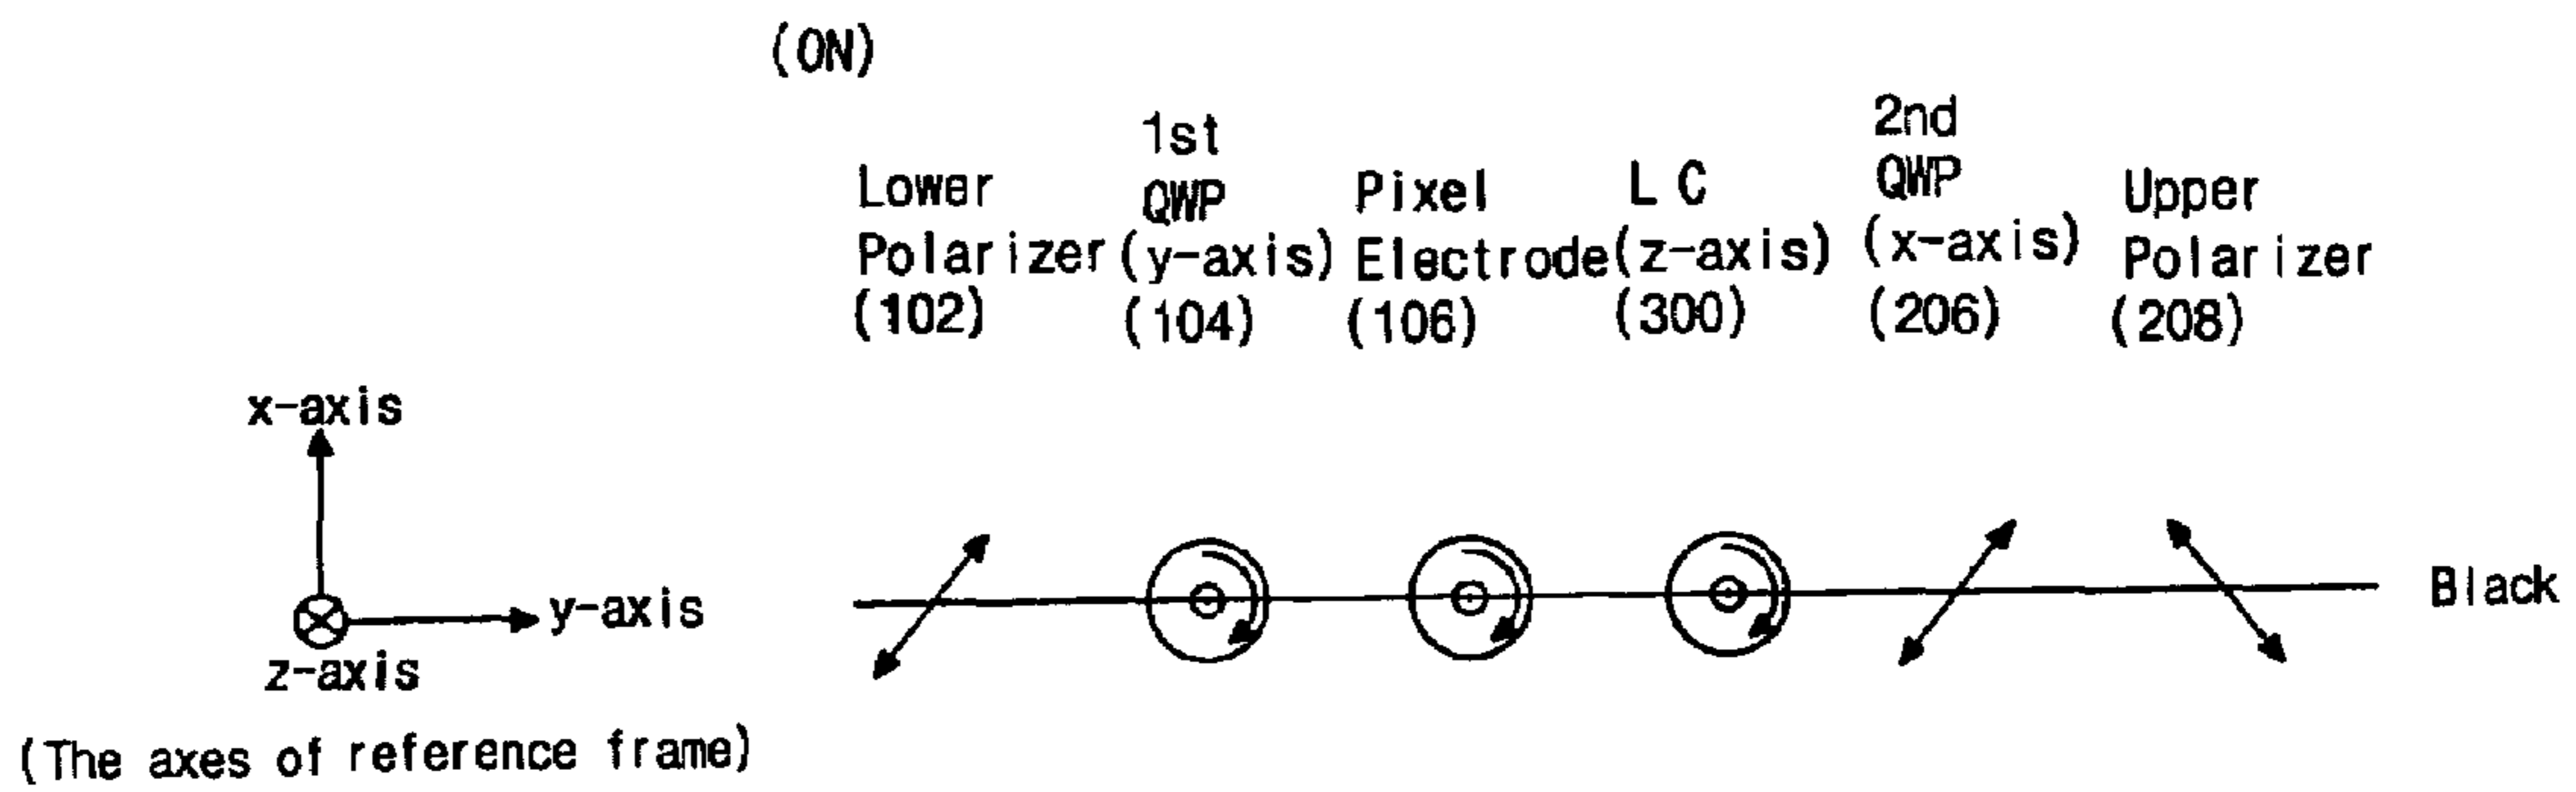 (ON)
Lower
Polarizer
(102)
1st
QWP
(y-axis)
(104)
Pixel
Electrode
(106)
LC
(z-axis)
(300)
2nd
QWP
(x-axis)
(206)
Upper
Polarizer
(208)
x-axis
y-axis
z-axis
(The axes of reference frame)
Black